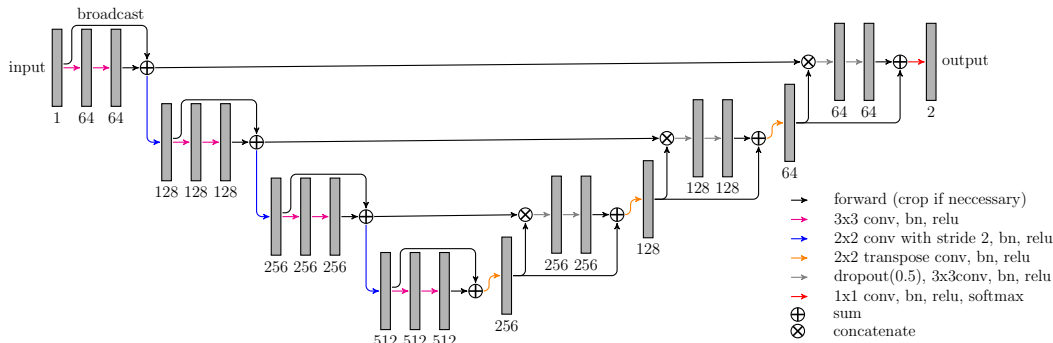 broadcast
input
1 64 64
output
64 64 2
128 128 128
128 128
64
256 256 256
256 256
128
512 512 512
256
forward (crop if neccessary)
3x3 conv, bn, relu
2x2 conv with stride 2, bn, relu
2x2 transpose conv, bn, relu
dropout(0.5), 3x3conv, bn, relu
1x1 conv, bn, relu, softmax
sum
concatenate